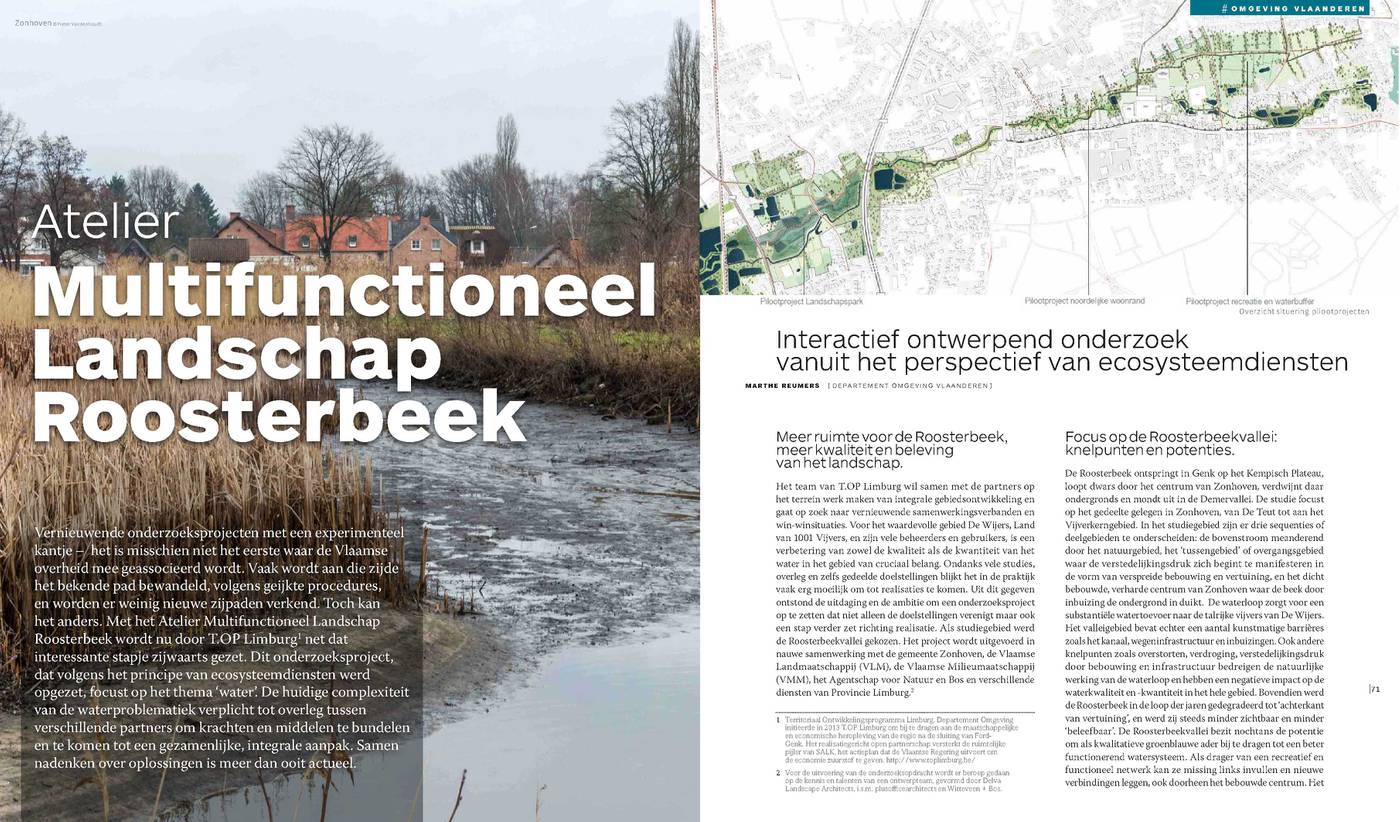 Zonhoven
Atelier
Multifunctioneel
Landschap
Roosterbeek
Vernieuwende onderzoeksprojecten met een experimenteel
kantje – het is misschien niet het eerste waar de Vlaamse
overheid mee geassocieerd wordt. Vaak wordt aan die zijde
het bekende pad bewandeld, volgens geijkte procedures,
en worden er weinig nieuwe zijpaden verkend. Toch kan
het anders. Met het Atelier Multifunctioneel Landschap
Roosterbeek wordt nu door T.OP Limburg¹ net dat
interessante stapje zijwaarts gezet. Dit onderzoeksproject,
dat volgens het principe van ecosysteemdiensten werd
opgezet, focust op het thema ‘water’. De huidige complexiteit
van de waterproblematiek verplicht tot overleg tussen
verschillende partners om krachten en middelen te bundelen
en te komen tot een gezamenlijke, integrale aanpak. Samen
nadenken over oplossingen is meer dan ooit actueel.
# OMGEVING VLAANDEREN
Pilootproject Landschapspark
Pilootproject noordelijke woonrand
Pilootproject recreatie en waterbuffer
Overzicht situering pilootprojecten
Interactief ontwerpend onderzoek
vanuit het perspectief van ecosysteemdiensten
MARTHE REUMERS [DEPARTEMENT OMGEVING VLAANDEREN]
Meer ruimte voor de Roosterbeek,
meer kwaliteit en beleving
van het landschap.
Het team van T.OP Limburg wil samen met de partners op
het terrein werk maken van integrale gebiedsontwikkeling en
gaat op zoek naar vernieuwende samenwerkingsverbanden en
win-winsituaties. Voor het waardevolle gebied De Wijers, Land
van 1001 Vijvers, en zijn vele beheerders en gebruikers, is een
verbetering van zowel de kwaliteit als de kwantiteit van het
water in het gebied van cruciaal belang. Ondanks vele studies,
overleg en zelfs gedeelde doelstellingen blijkt het in de praktijk
vaak erg moeilijk om tot realisaties te komen. Uit dit gegeven
ontstond de uitdaging en de ambitie om een onderzoeksproject
op te zetten dat niet alleen de doelstellingen verenigt maar ook
een stap verder zet richting realisatie. Als studiegebied werd
de Roosterbeekvallei gekozen. Het project wordt uitgevoerd in
nauwe samenwerking met de gemeente Zonhoven, de Vlaamse
Landmaatschappij (VLM), de Vlaamse Milieumaatschappij
(VMM), het Agentschap voor Natuur en Bos en verschillende
diensten van Provincie Limburg.²
1 Territoriaal Ontwikkelingsprogramma Limburg. Departement Omgeving
initieerde in 2013 T.OP Limburg om bij te dragen aan de maatschappelijke
en economische heropleving van de regio na de sluiting van Ford-
Genk. Het realisatiegericht open partnerschap versterkt de ruimtelijke
pijler van SALK, het actieplan dat de Vlaamse Regering uitvoert om
de economie zuurstof te geven. http://www.toplimburg.be/
2 Voor de uitvoering van de onderzoeksopdracht wordt er beroep gedaan
op de kennis en talenten van een ontwerpteam, gevormd door Delva
Landscape Architects, i.s.m. plusofficearchitects en Witteveen + Bos.
Focus op de Roosterbeekvallei:
knelpunten en potenties.
De Roosterbeek ontspringt in Genk op het Kempisch Plateau,
loopt dwars door het centrum van Zonhoven, verdwijnt daar
ondergronds en mondt uit in de Demervallei. De studie focust
op het gedeelte gelegen in Zonhoven, van De Teut tot aan het
Vijverkerngebied. In het studiegebied zijn er drie sequenties of
deelgebieden te onderscheiden: de bovenstroom meanderend
door het natuurgebied, het ‘tussengebied’ of overgangsgebied
waar de verstedelijkingsdruk zich begint te manifesteren in
de vorm van verspreide bebouwing en vertuining, en het dicht
bebouwde, verharde centrum van Zonhoven waar de beek door
inbuizing de ondergrond in duikt. De waterloop zorgt voor een
substantiële watertoevoer naar de talrijke vijvers van De Wijers.
Het valleigebied bevat echter een aantal kunstmatige barrières
zoals het kanaal, wegeninfrastructuur en inbuizingen. Ook andere
knelpunten zoals overstorten, verdroging, verstedelijkingsdruk
door bebouwing en infrastructuur bedreigen de natuurlijke
werking van de waterloop en hebben een negatieve impact op de
waterkwaliteit en -kwantiteit in het hele gebied. Bovendien werd
de Roosterbeek in de loop der jaren gedegradeerd tot ‘achterkant
van vertuining’, en werd zij steeds minder zichtbaar en minder
‘beleefbaar’. De Roosterbeekvallei bezit nochtans de potentie
om als kwalitatieve groenblauwe ader bij te dragen tot een beter
functionerend watersysteem. Als drager van een recreatief en
functioneel netwerk kan ze missing links invullen en nieuwe
verbindingen leggen, ook doorheen het bebouwde centrum. Het
|71